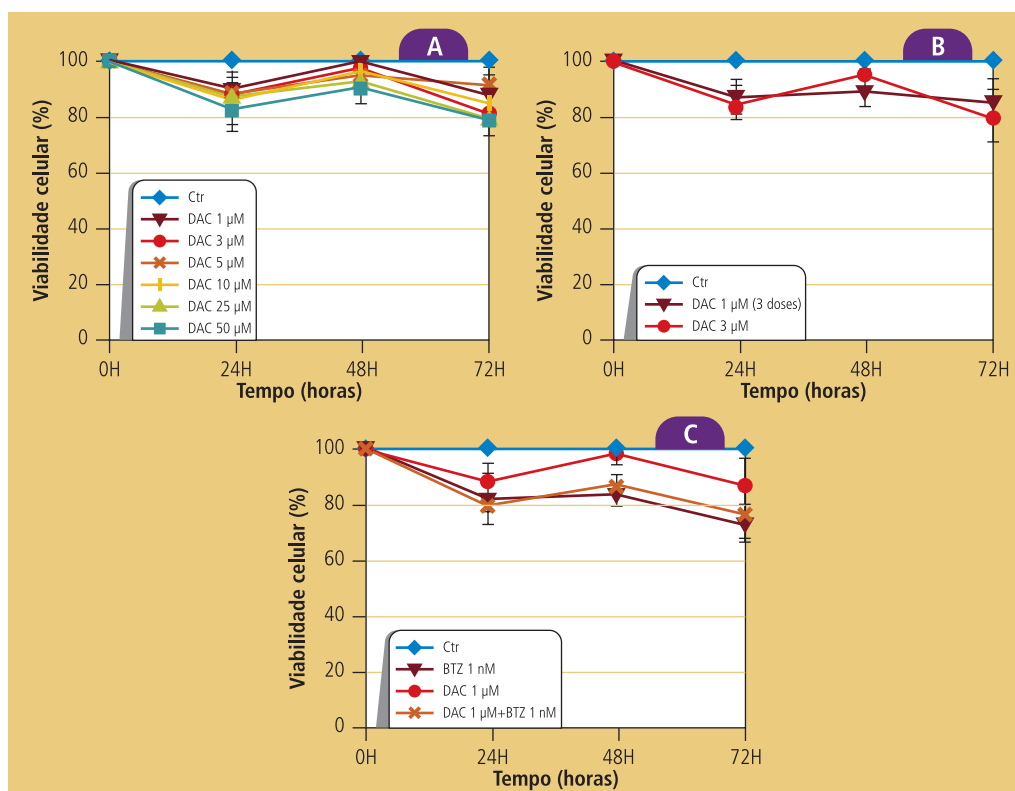 A
Viabilidade celular (%)
100
80
60
40
20
0
Ctr
DAC 1 µM
DAC 3 µM
DAC 5 µM
DAC 10 µM
DAC 25 µM
DAC 50 µM
0H 24H 48H 72H
Tempo (horas)
B
Viabilidade celular (%)
100
80
60
40
20
0
Ctr
DAC 1 µM (3 doses)
DAC 3 µM
0H 24H 48H 72H
Tempo (horas)
C
Viabilidade celular (%)
100
80
60
40
20
0
Ctr
BTZ 1 nM
DAC 1 µM
DAC 1 µM+BTZ 1 nM
0H 24H 48H 72H
Tempo (horas)